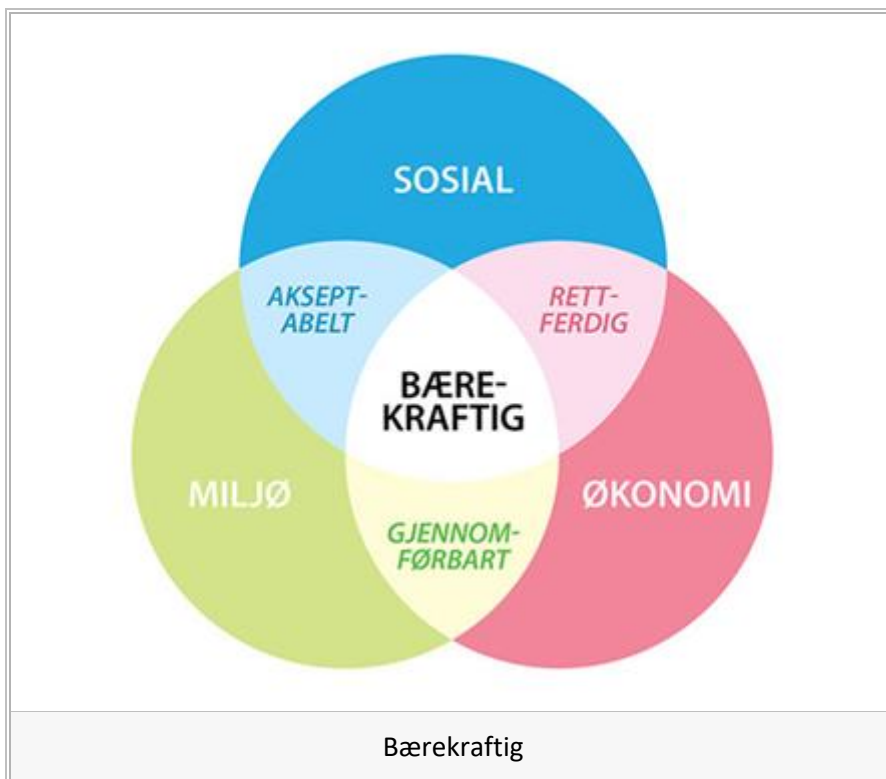 SOSIAL
AKSEPT-
ABELT
RETT-
FERDIG
BÆRE-
KRAFTIG
MILJØ
ØKONOMI
GJENNOM-
FØRBART
Bærekraftig